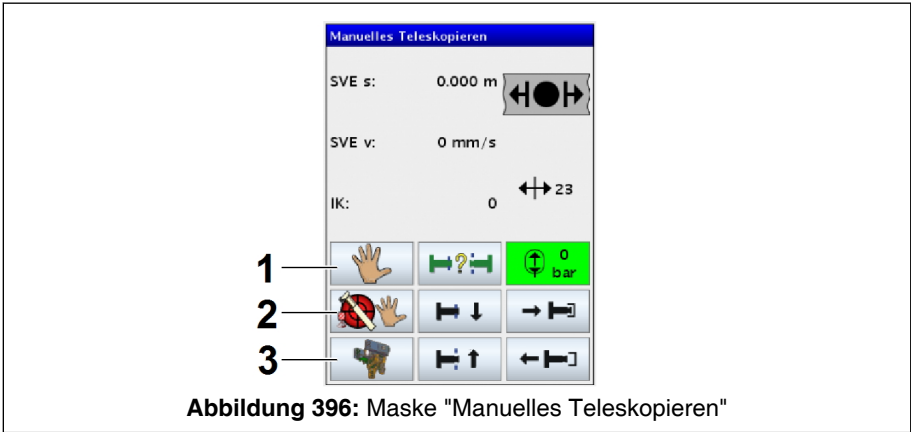 Manuelles Teleskopieren
SVE s: 0.000 m
SVE v: 0 mm/s
23
IK: 0
1
?
0
bar
2
3
Abbildung 396: Maske "Manuelles Teleskopieren"